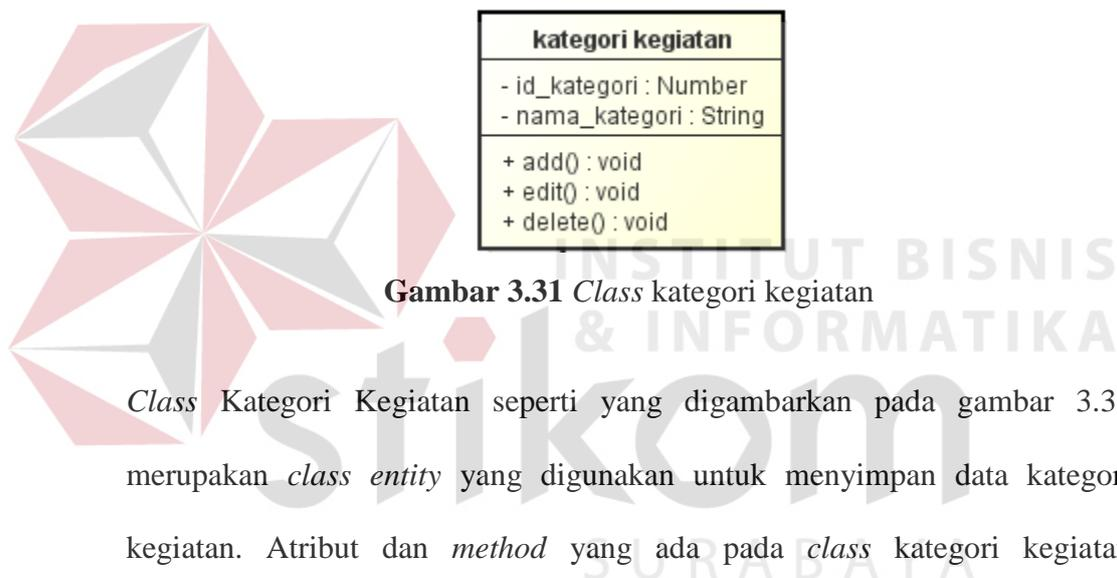 kategori kegiatan
- id_kategori : Number
- nama_kategori : String
+ add() : void
+ edit() : void
+ delete() : void
INSTITUT BISNIS
Gambar 3.31 Class kategori kegiatan
& INFORMATIKA
stikom
Class Kategori Kegiatan seperti yang digambarkan pada gambar 3.3
merupakan class entity yang digunakan untuk menyimpan data kategor
kegiatan. Atribut dan method yang ada pada class kategori kegiata
SURABAYA